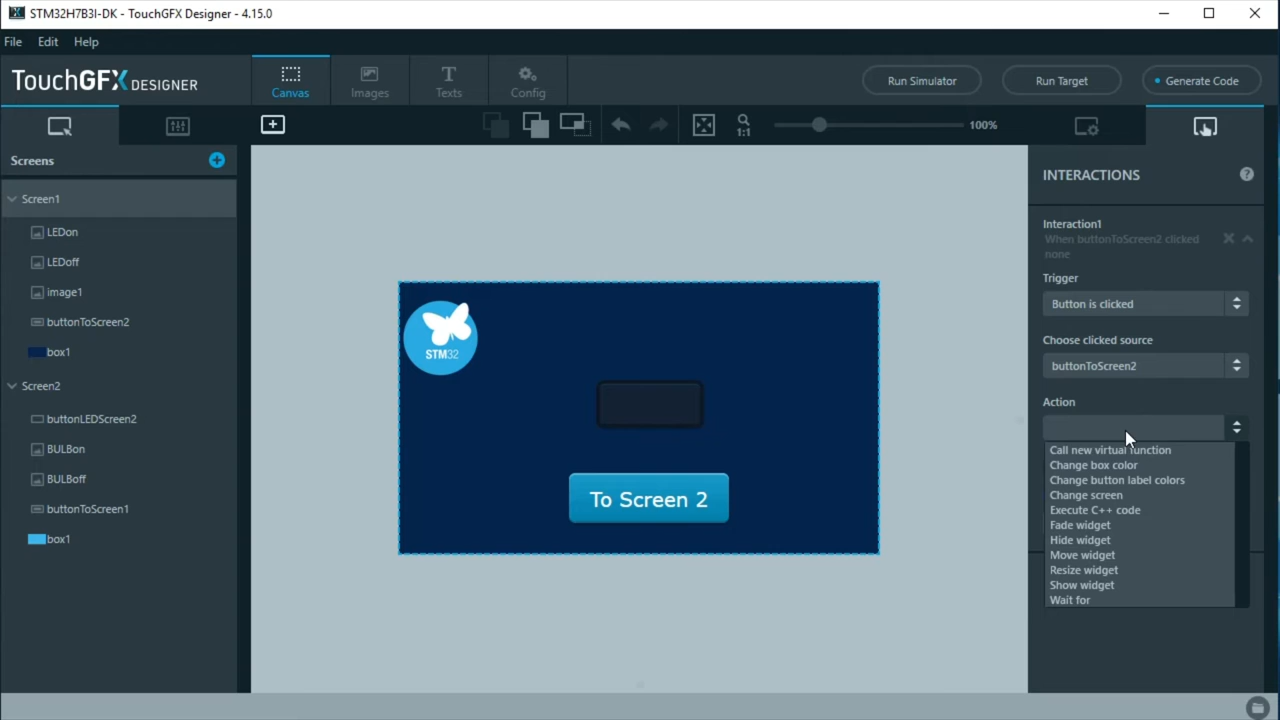 STM32H7B3I-DK - TouchGFX Designer - 4.15.0
File Edit Help
TouchGFX DESIGNER
Canvas
Images
Texts
Config
Run Simulator
Run Target
Generate Code
1:1
100%
Screens
Screen1
LEDon
LEDoff
image1
buttonToScreen2
box1
Screen2
buttonLEDScreen2
BULBon
BULBoff
buttonToScreen1
box1
STM32
To Screen 2
INTERACTIONS
?
Interaction1
When buttonToScreen2 clicked
none
Trigger
Button is clicked
Choose clicked source
buttonToScreen2
Action
Call new virtual function
Change box color
Change button label colors
Change screen
Execute C++ code
Fade widget
Hide widget
Move widget
Resize widget
Show widget
Wait for